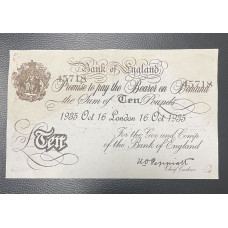 Bank of England
45718 45718
Promise to pay the Bearer on Demand
the Sum of Ten Pounds
1935 Oct 16 London 16 Oct 1935
For the Gov.r and Comp.a
of the Bank of England
£Ten
Chief Cashier